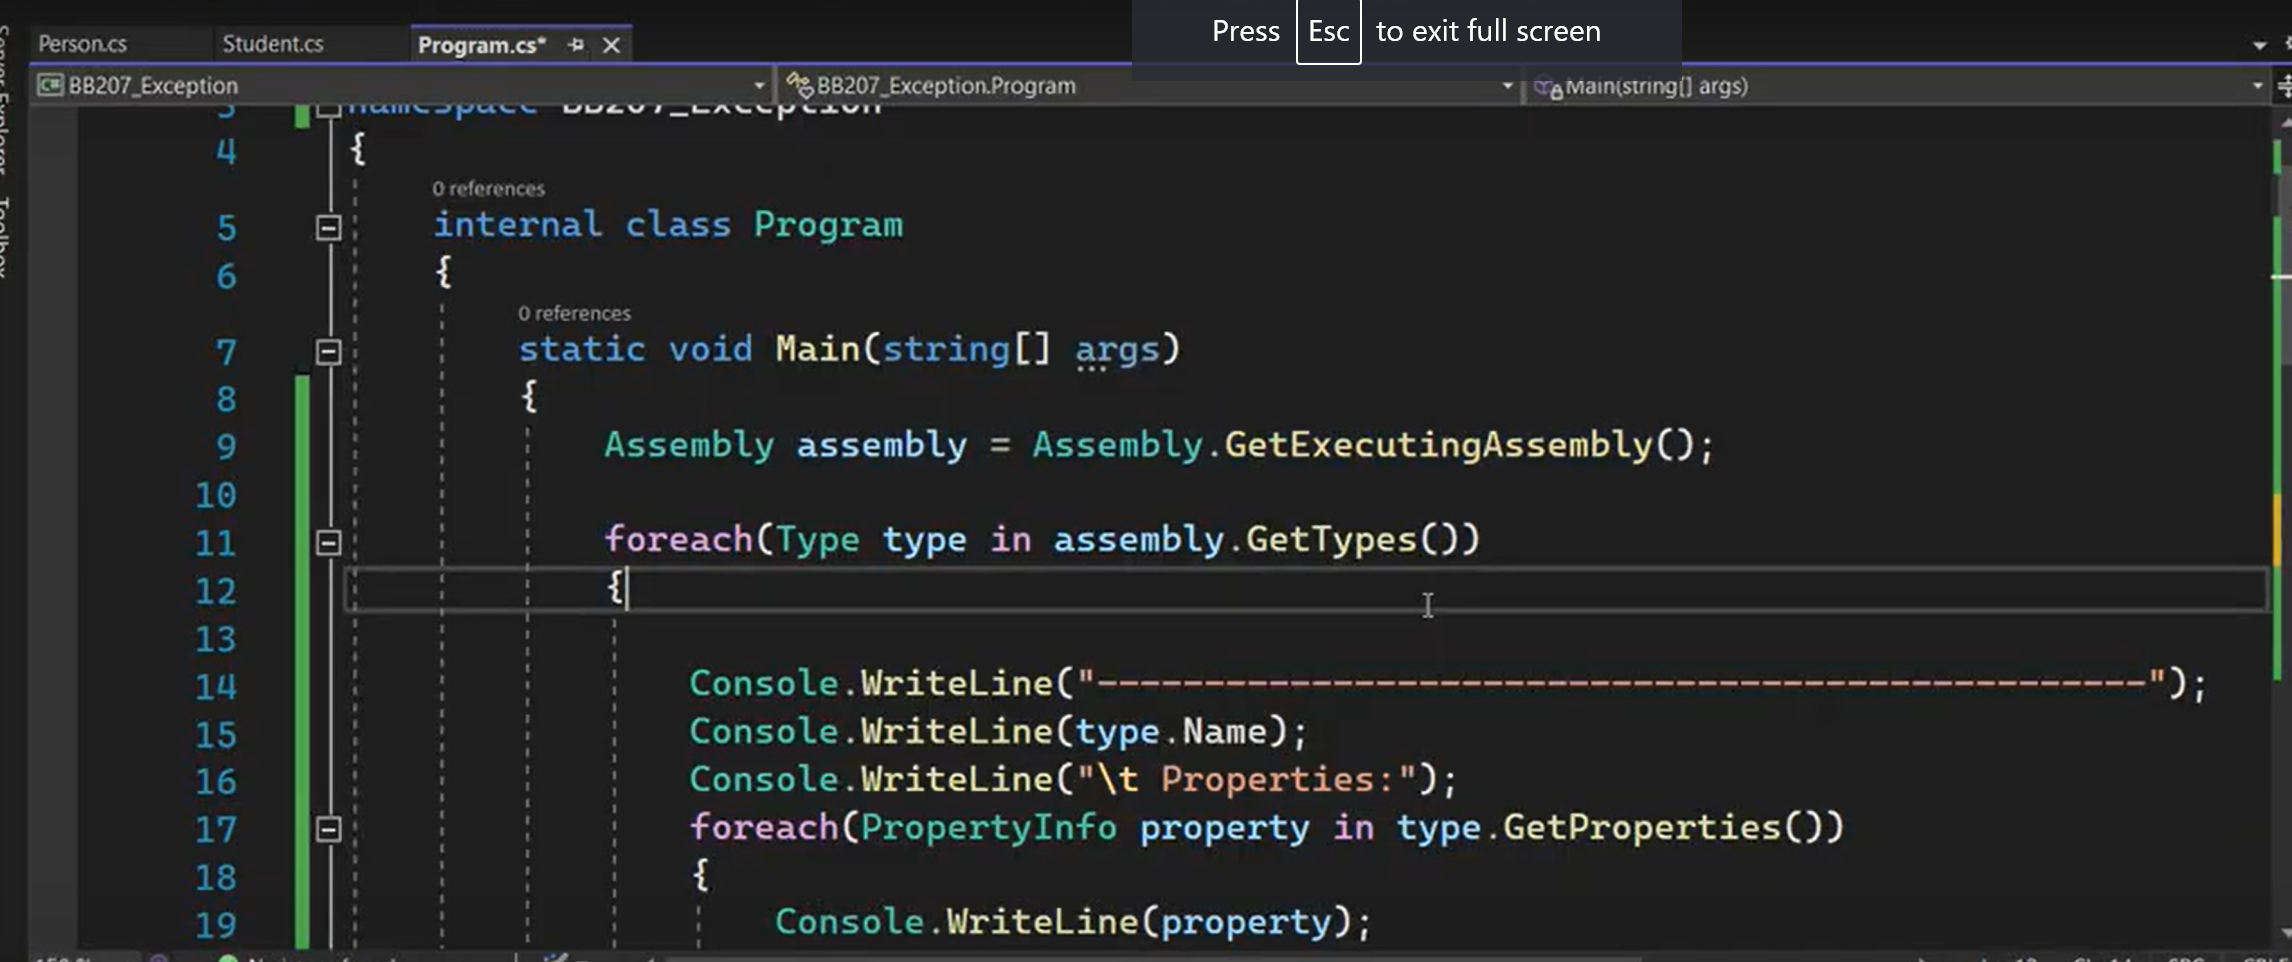 Press Esc to exit full screen
Person.cs Student.cs Program.cs*
BB207_Exception BB207_Exception.Program Main(string[] args)
Server Explorer Toolbox
3 namespace BB207_Exception
4 {
0 references
5 internal class Program
6 {
0 references
7 static void Main(string[] args)
8 {
9 Assembly assembly = Assembly.GetExecutingAssembly();
10
11 foreach(Type type in assembly.GetTypes())
12 {
13
14 Console.WriteLine("-------------------------------------------------");
15 Console.WriteLine(type.Name);
16 Console.WriteLine("\t Properties:");
17 foreach(PropertyInfo property in type.GetProperties())
18 {
19 Console.WriteLine(property);